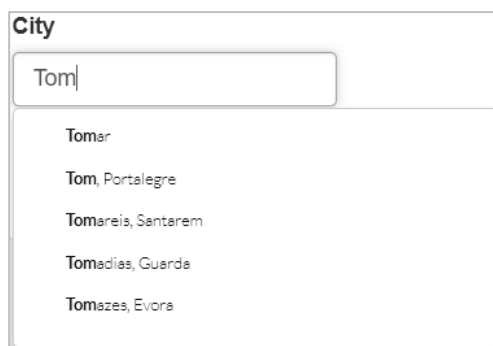 City
Tom
Tomar
Tom, Portalegre
Tomareis, Santarem
Tomadias, Guarda
Tomazes, Evora